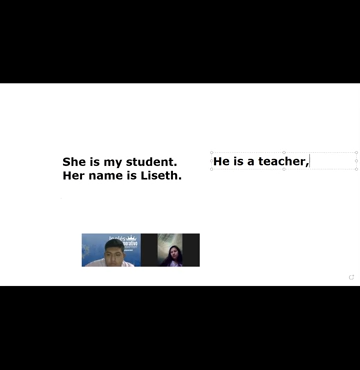 She is my student.
Her name is Liseth.
He is a teacher,